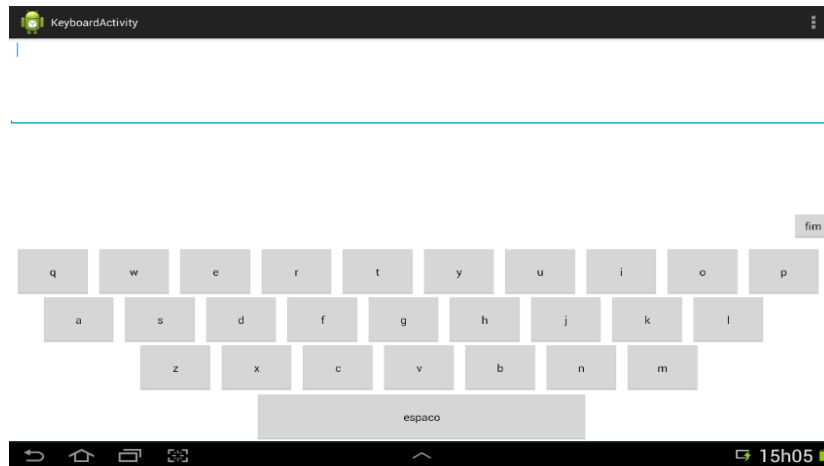 KeyboardActivity
fim
q w e r t y u i o p
a s d f g h j k l
z x c v b n m
espaco
15h05